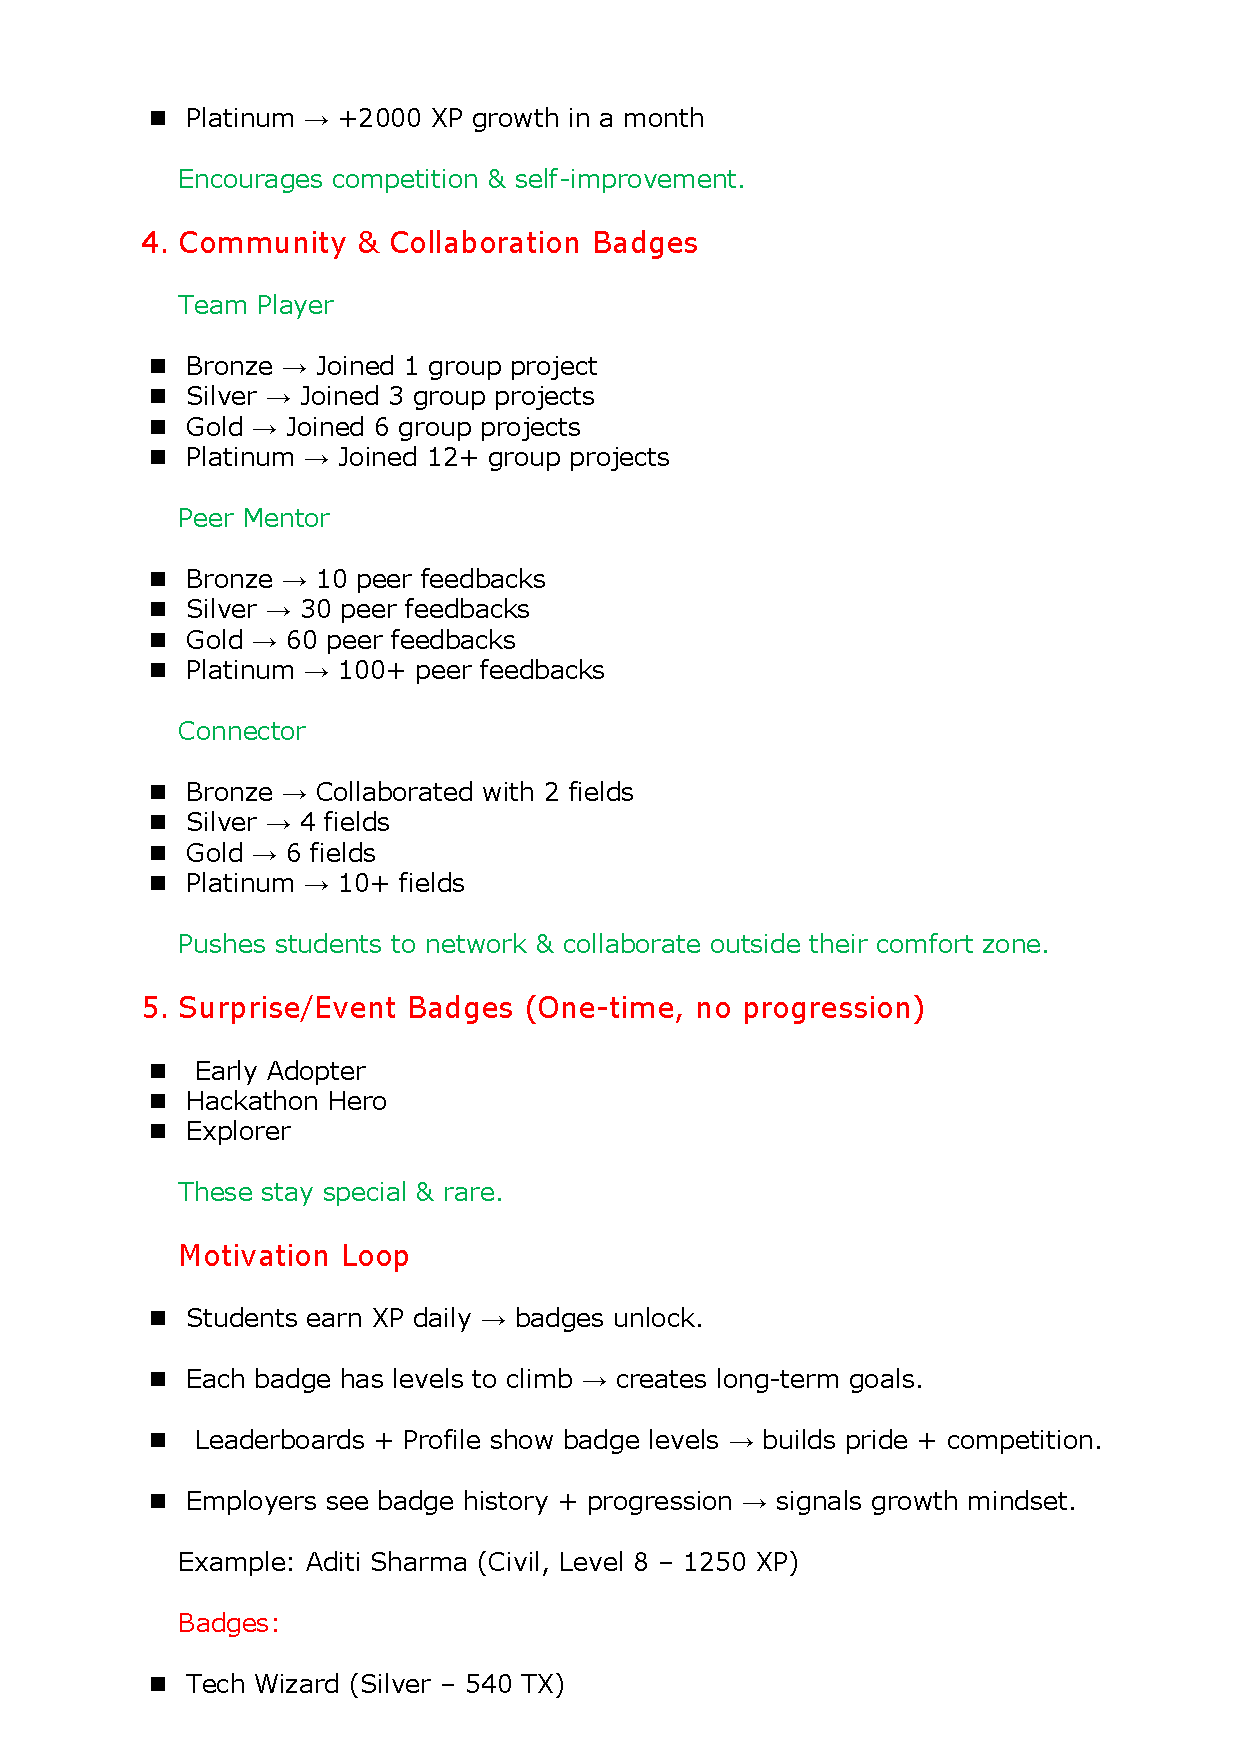 ■ Platinum → +2000 XP growth in a month
Encourages competition & self-improvement.
4. Community & Collaboration Badges
Team Player
■ Bronze → Joined 1 group project
■ Silver → Joined 3 group projects
■ Gold → Joined 6 group projects
■ Platinum → Joined 12+ group projects
Peer Mentor
■ Bronze → 10 peer feedbacks
■ Silver → 30 peer feedbacks
■ Gold → 60 peer feedbacks
■ Platinum → 100+ peer feedbacks
Connector
■ Bronze → Collaborated with 2 fields
■ Silver → 4 fields
■ Gold → 6 fields
■ Platinum → 10+ fields
Pushes students to network & collaborate outside their comfort zone.
5. Surprise/Event Badges (One-time, no progression)
■ Early Adopter
■ Hackathon Hero
■ Explorer
These stay special & rare.
Motivation Loop
■ Students earn XP daily → badges unlock.
■ Each badge has levels to climb → creates long-term goals.
■ Leaderboards + Profile show badge levels → builds pride + competition.
■ Employers see badge history + progression → signals growth mindset.
Example: Aditi Sharma (Civil, Level 8 – 1250 XP)
Badges:
■ Tech Wizard (Silver – 540 TX)